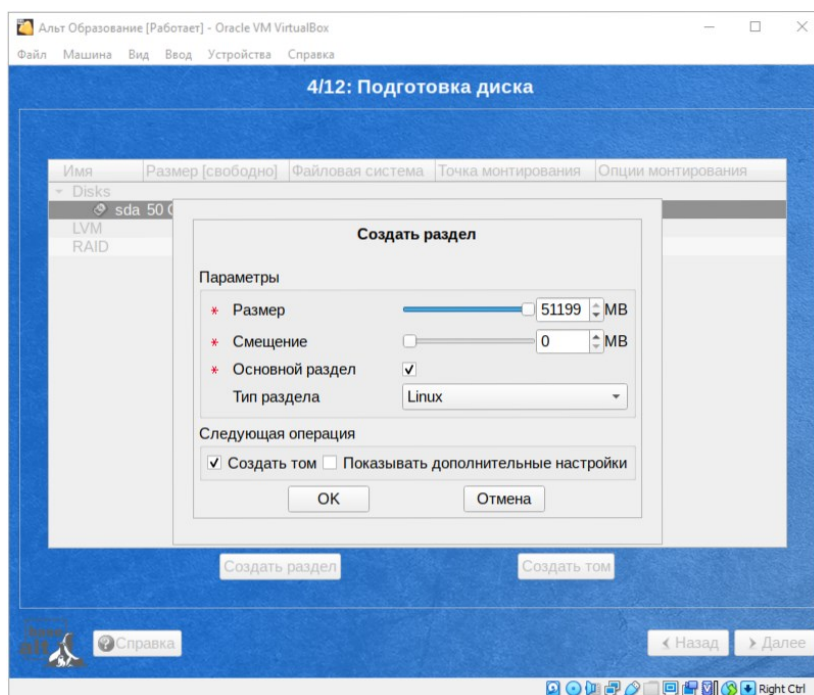 Альт Образование [Работает] - Oracle VM VirtualBox
Файл Машина Вид Ввод Устройства Справка
4/12: Подготовка диска
Имя Размер [свободно] Файловая система Точка монтирования Опции монтирования
Disks
sda 50
LVM
RAID
Создать раздел
Параметры
* Размер 51199 MB
* Смещение 0 MB
* Основной раздел
Тип раздела Linux
Следующая операция
Создать том Показывать дополнительные настройки
OK Отмена
Создать раздел Создать том
Справка Назад Далее
Right Ctrl